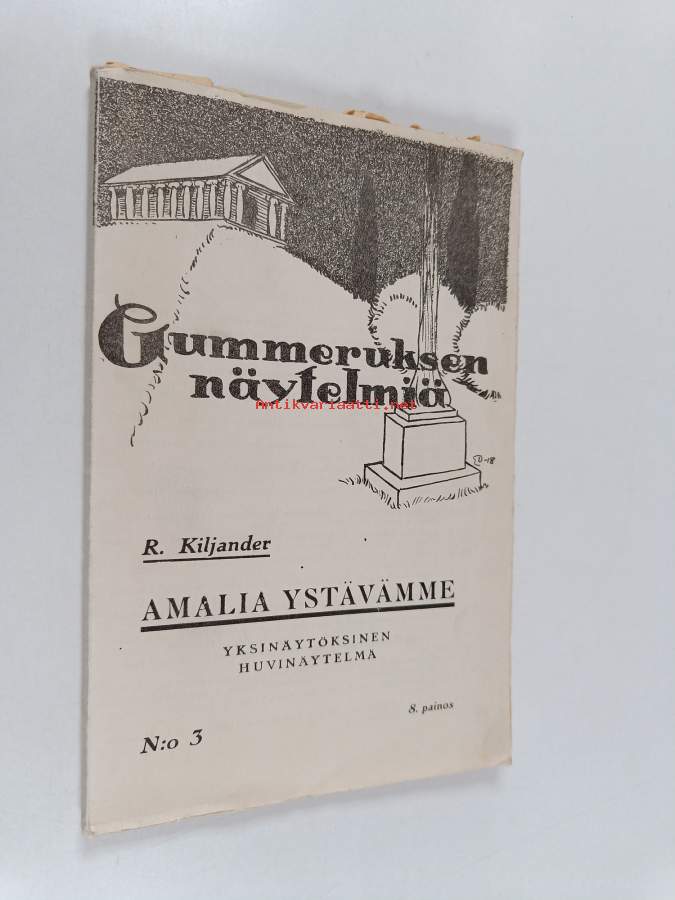 Gummeruksen
näytelmiä
Antikvariaatti.net
R. Kiljander
AMALIA YSTÄVÄMME
YKSINÄYTÖKSINEN
HUVINÄYTELMÄ
8. painos
N:o 3